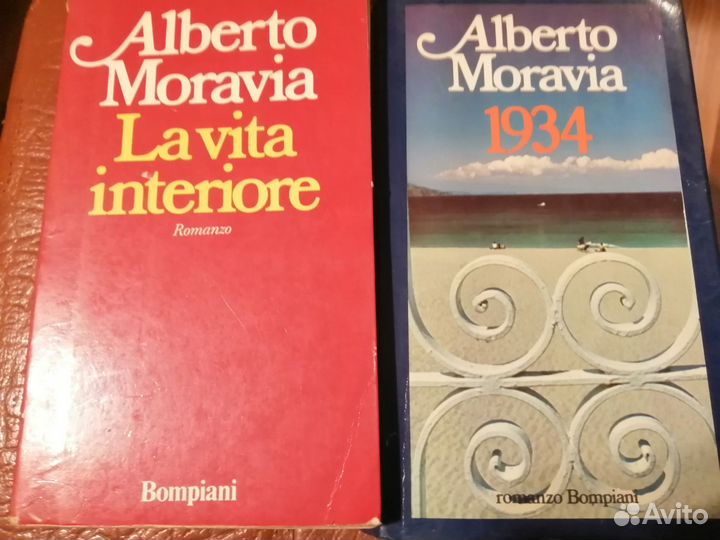 Alberto
Moravia
La vita
interiore
Romanzo
Bompiani
Alberto
Moravia
1934
romanzo Bompiani
Avito